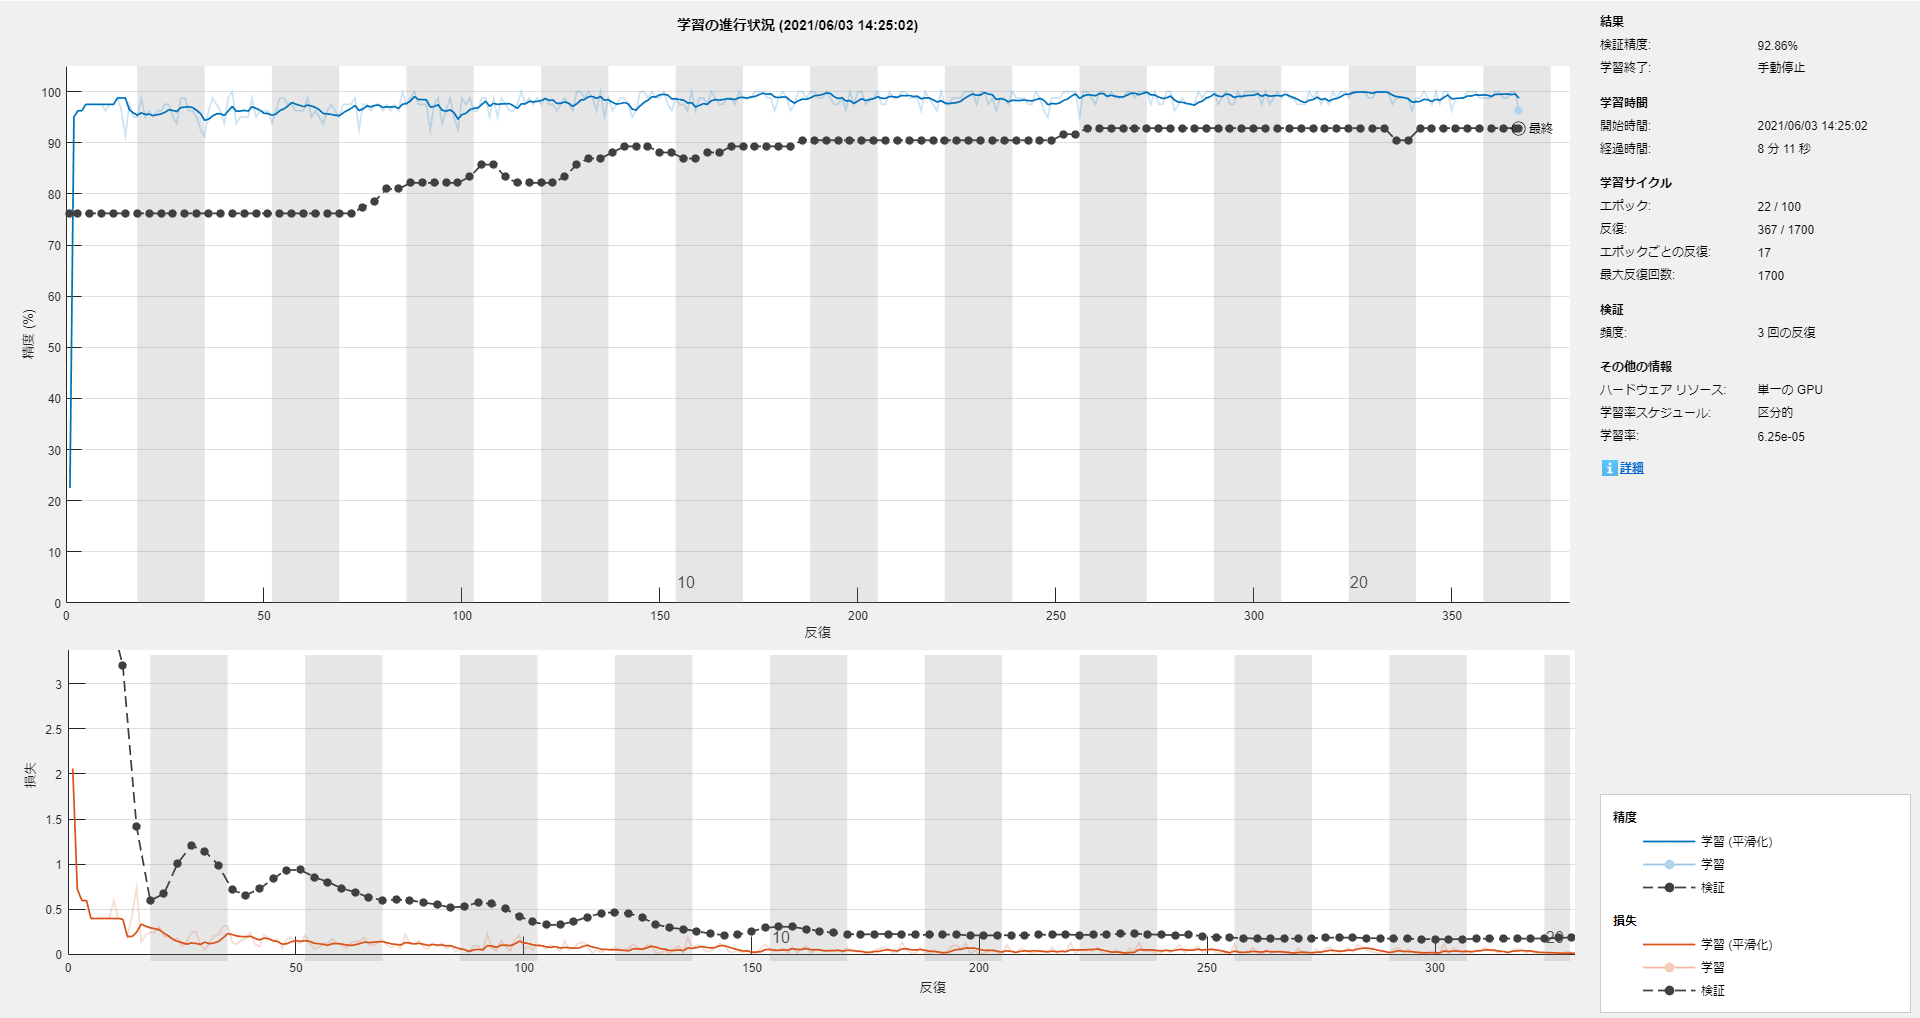 学習の進行状況 (2021/06/03 14:25:02)
100
90
80
70
60
50
40
30
20
10
0
精度 (%)
最終
10
20
0
50
100
150
200
250
300
350
反復
3
2.5
2
1.5
1
0.5
0
損失
10
20
0
50
100
150
200
250
300
反復
結果
検証精度: 92.86%
学習終了: 手動停止
学習時間
開始時間: 2021/06/03 14:25:02
経過時間: 8 分 11 秒
学習サイクル
エポック: 22 / 100
反復: 367 / 1700
エポックごとの反復: 17
最大反復回数: 1700
検証
頻度: 3 回の反復
その他の情報
ハードウェア リソース: 単一の GPU
学習率スケジュール: 区分的
学習率: 6.25e-05
i 詳細
精度
学習 (平滑化)
学習
検証
損失
学習 (平滑化)
学習
検証